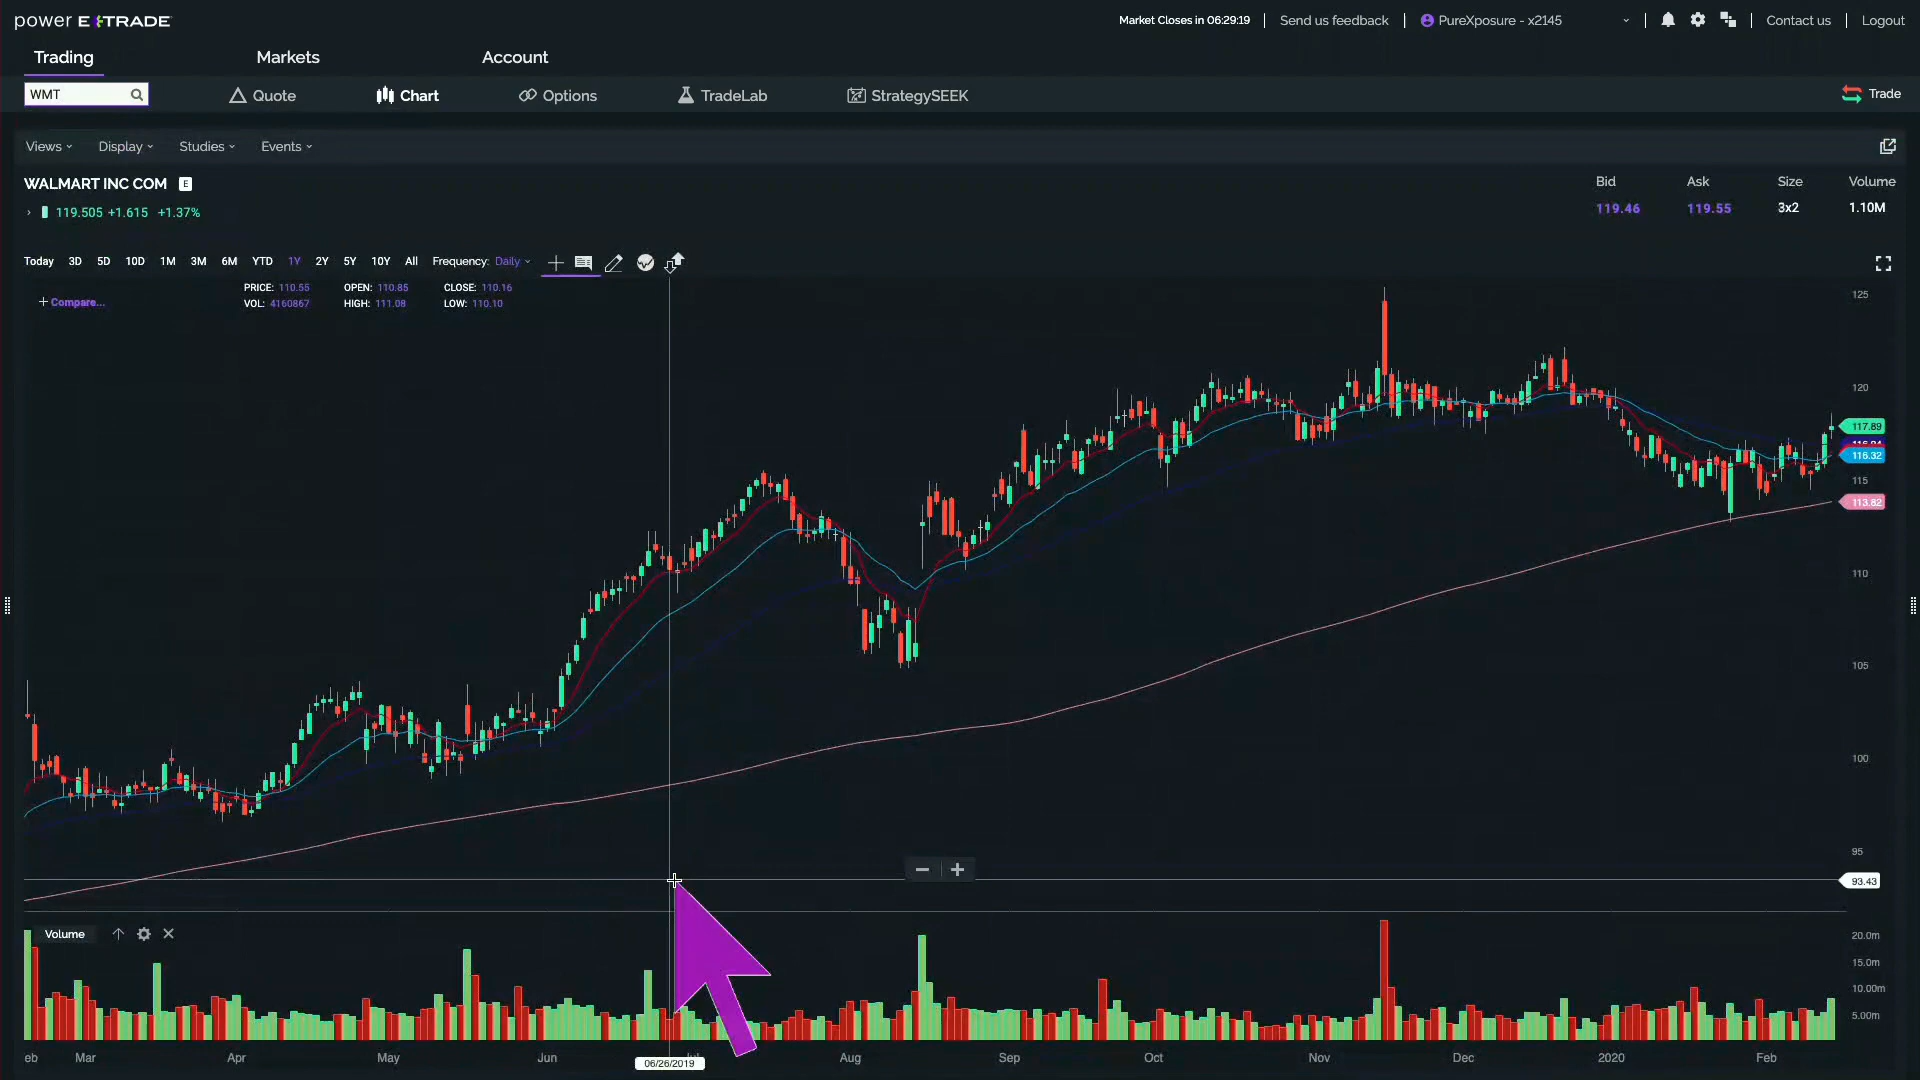 power E*TRADE
Market Closes in 06:29:19
Send us feedback
PureXposure - x2145
Contact us
Logout
Trading
Markets
Account
WMT
Quote
Chart
Options
TradeLab
StrategySEEK
Trade
Views
Display
Studies
Events
WALMART INC COM E
Bid Ask Size Volume
119.505 +1.615 +1.37%
119.46 119.55 3x2 1.10M
Today 3D 5D 10D 1M 3M 6M YTD 1Y 2Y 5Y 10Y All Frequency: Daily
PRICE: 110.55 OPEN: 110.85 CLOSE: 110.16
+ Compare...
VOL: 4160867 HIGH: 111.08 LOW: 110.10
125
120
117.89
116.32
115
113.82
110
105
100
95
93.43
Volume
20.0m
15.0m
10.00m
5.00m
eb Mar Apr May Jun Aug Sep Oct Nov Dec 2020 Feb
06/26/2019